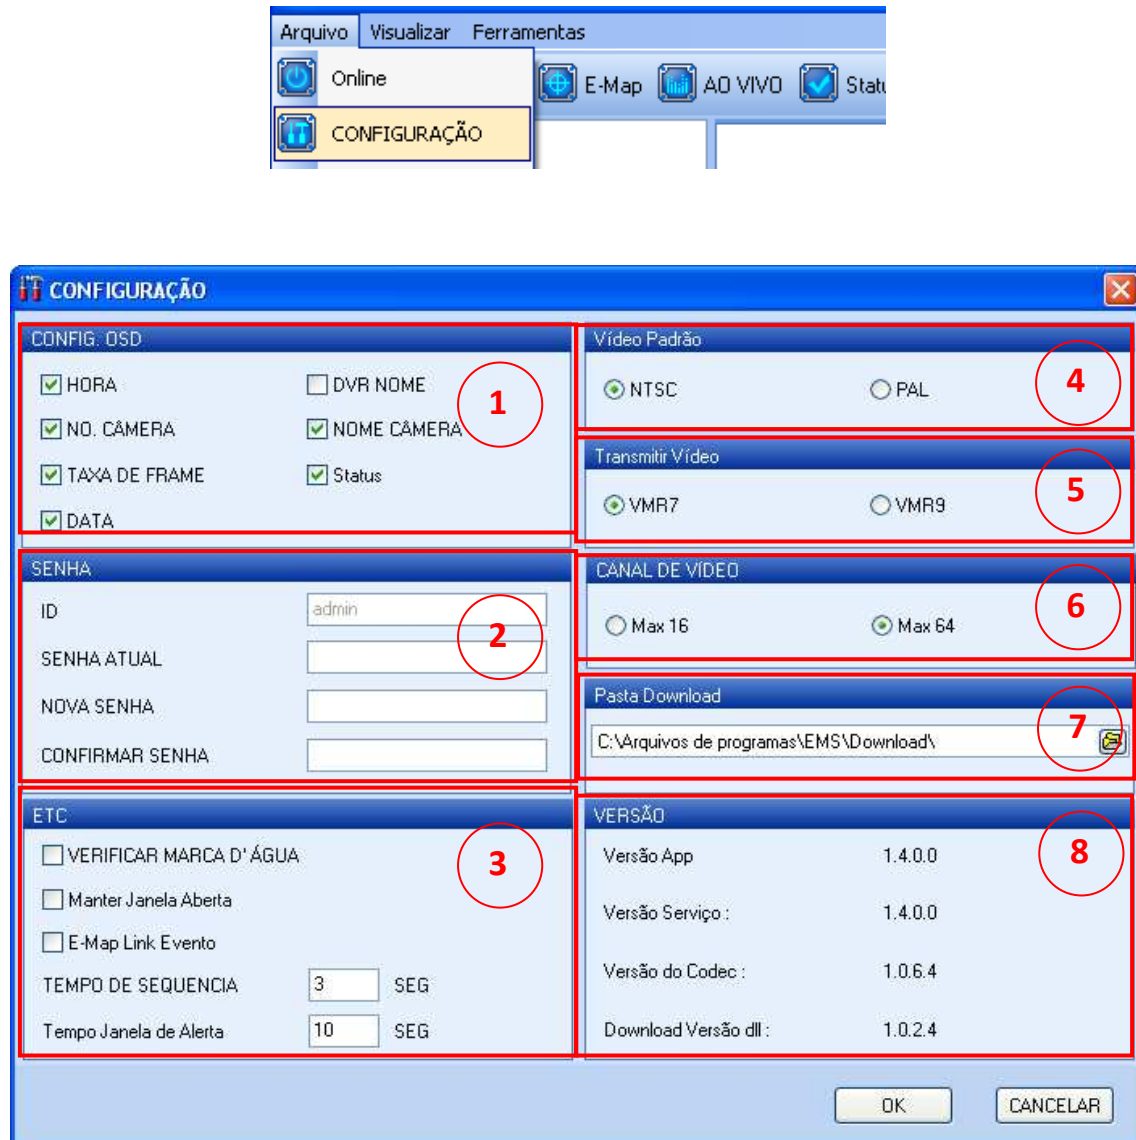 Arquivo Visualizar Ferramentas
Online
E-Map AO VIVO Statu
CONFIGURAÇÃO
CONFIGURAÇÃO
CONFIG. OSD
HORA DVR NOME
1
NO. CÂMERA NOME CÂMERA
TAXA DE FRAME Status
DATA
SENHA
ID admin
2
SENHA ATUAL
NOVA SENHA
CONFIRMAR SENHA
ETC
VERIFICAR MARCA D' ÁGUA
3
Manter Janela Aberta
E-Map Link Evento
TEMPO DE SEQUENCIA 3 SEG
Tempo Janela de Alerta 10 SEG
Vídeo Padrão
NTSC PAL
4
Transmitir Vídeo
VMR7 VMR9
5
CANAL DE VÍDEO
Max 16 Max 64
6
Pasta Download
C:\Arquivos de programas\EMS\Download\
7
VERSÃO
Versão App 1.4.0.0
8
Versão Serviço : 1.4.0.0
Versão do Codec : 1.0.6.4
Download Versão dll : 1.0.2.4
OK CANCELAR